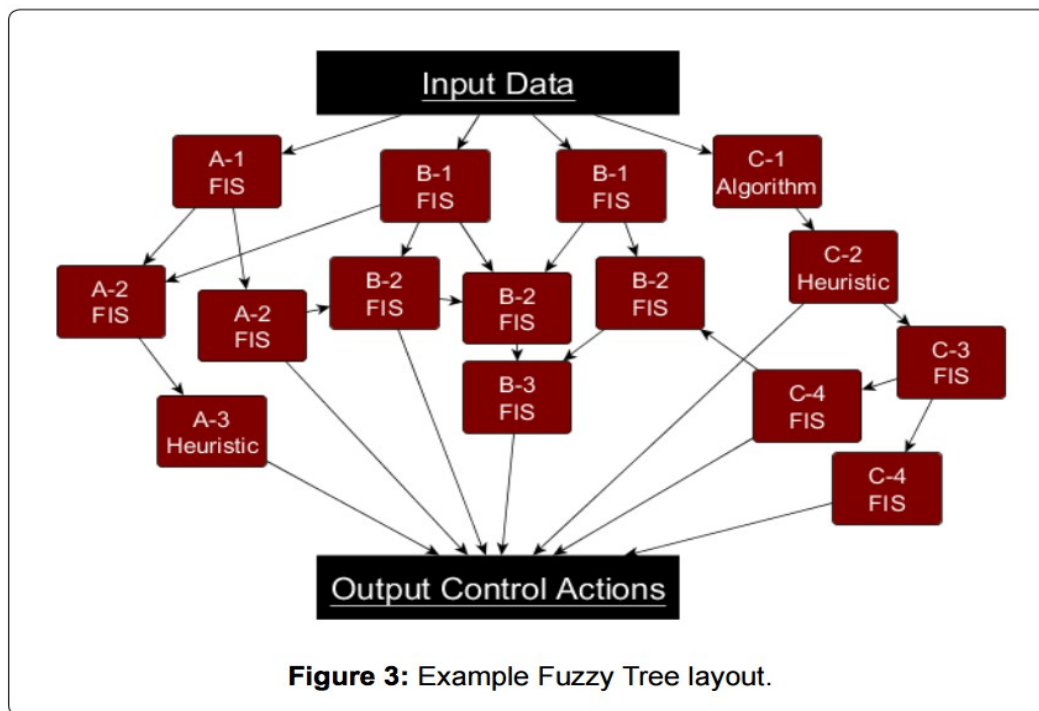 Input Data
A-1
FIS
B-1
FIS
B-1
FIS
C-1
Algorithm
C-2
Heuristic
A-2
FIS
A-2
FIS
B-2
FIS
B-2
FIS
B-2
FIS
C-3
FIS
A-3
Heuristic
B-3
FIS
C-4
FIS
C-4
FIS
Output Control Actions
Figure 3: Example Fuzzy Tree layout.